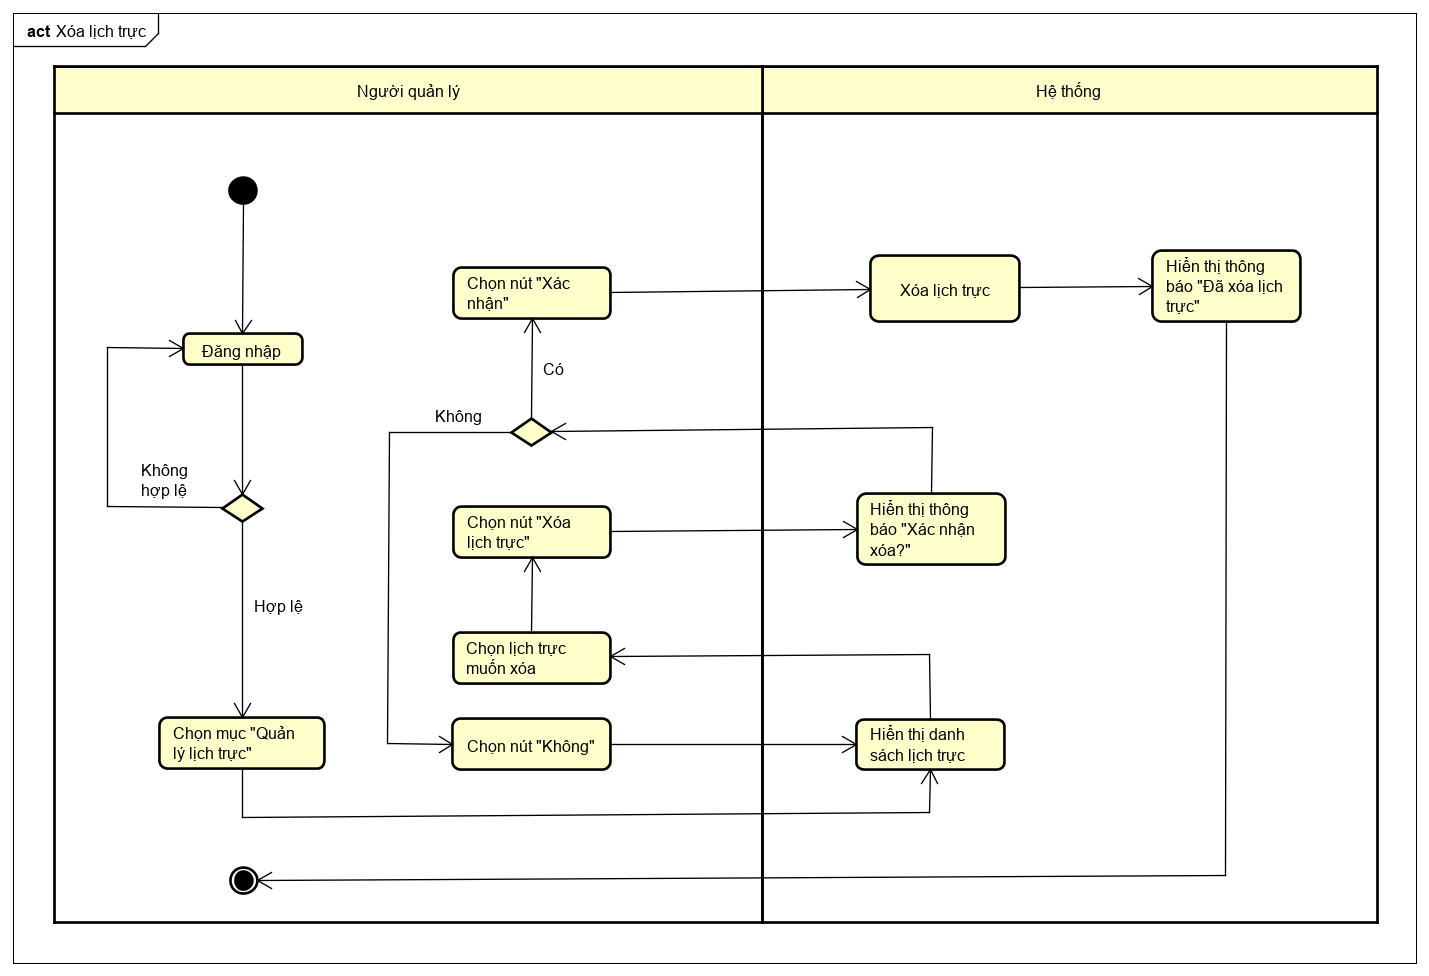 act Xóa lịch trực
Người quản lý
Hệ thống
Đăng nhập
Không
hợp lệ
Hợp lệ
Chọn mục "Quản
lý lịch trực"
Chọn nút "Xác
nhận"
Có
Không
Chọn nút "Xóa
lịch trực"
Chọn lịch trực
muốn xóa
Chọn nút "Không"
Xóa lịch trực
Hiển thị thông
báo "Đã xóa lịch
trực"
Hiển thị thông
báo "Xác nhận
xóa?"
Hiển thị danh
sách lịch trực